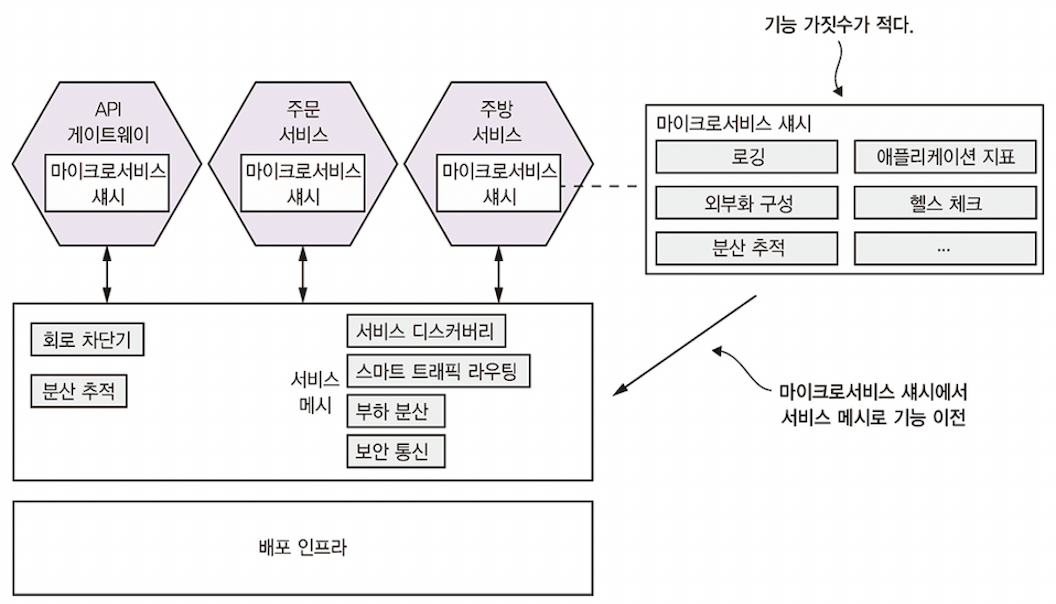 기능 가짓수가 적다.
API
게이트웨이
마이크로서비스
섀시
주문
서비스
마이크로서비스
섀시
주방
서비스
마이크로서비스
섀시
마이크로서비스 섀시
로깅
애플리케이션 지표
외부화 구성
헬스 체크
분산 추적
...
회로 차단기
분산 추적
서비스
메시
서비스 디스커버리
스마트 트래픽 라우팅
부하 분산
보안 통신
마이크로서비스 섀시에서
서비스 메시로 기능 이전
배포 인프라